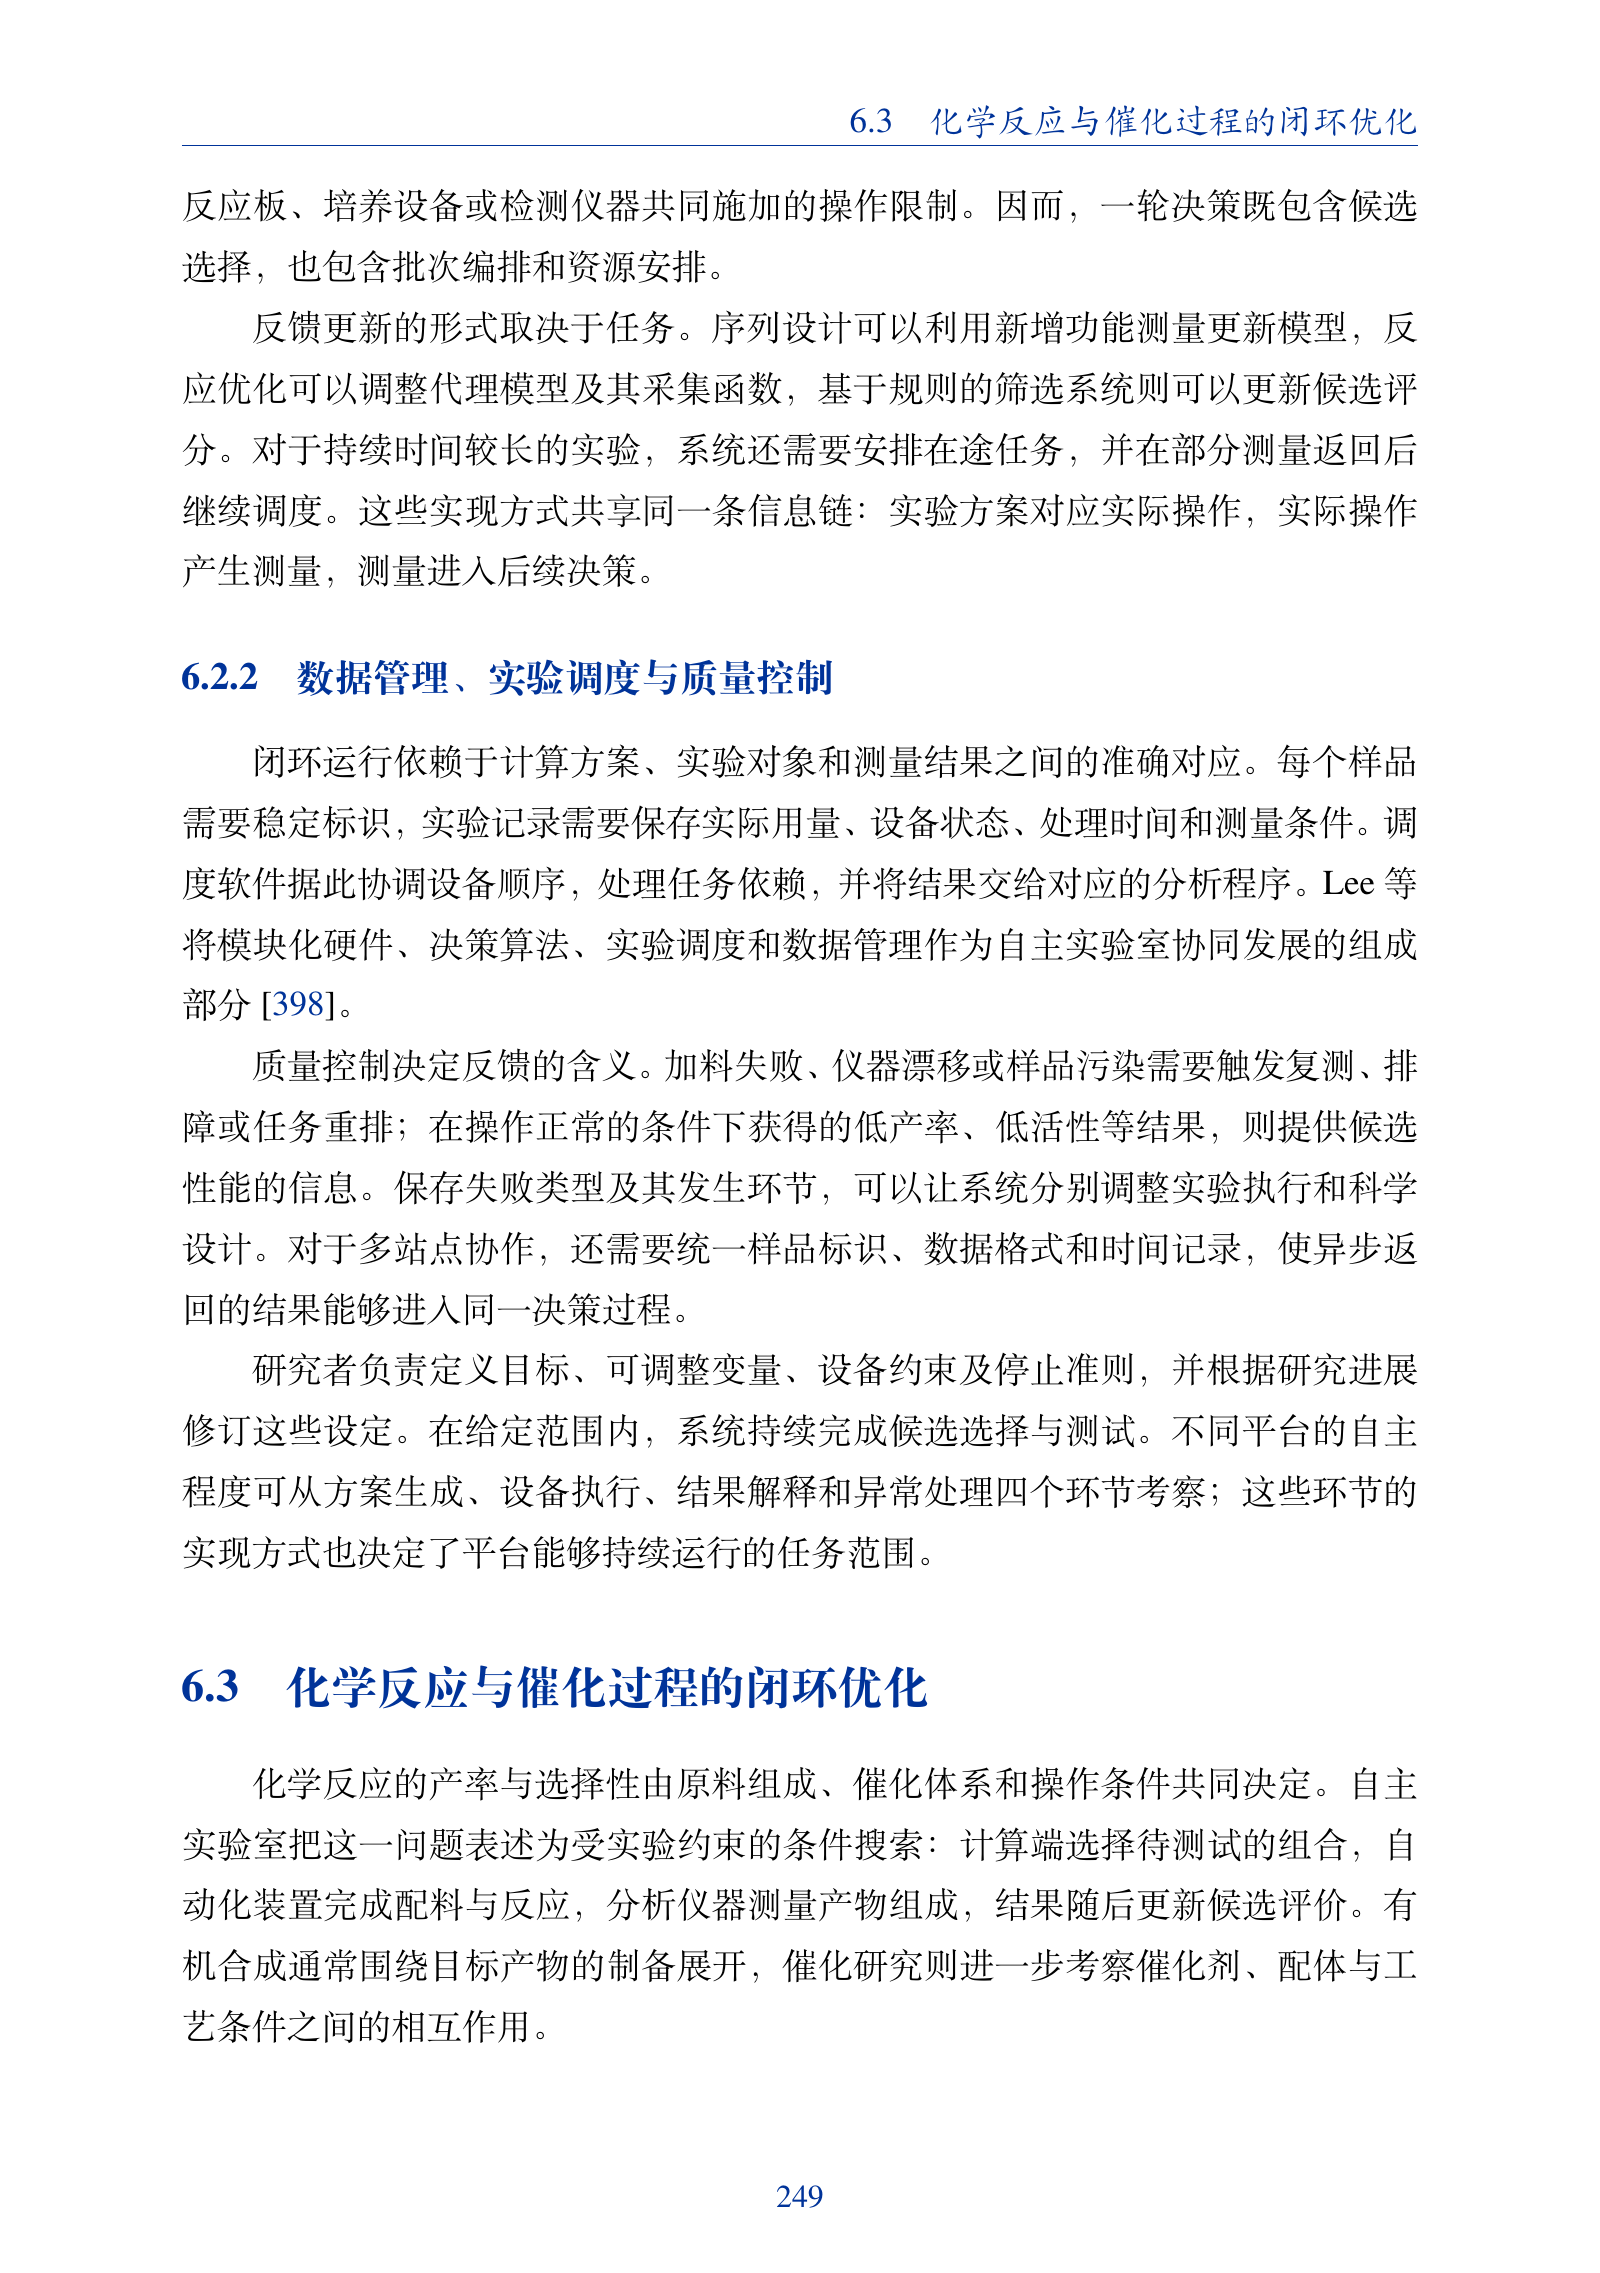 6.3 化学反应与催化过程的闭环优化
反应板、培养设备或检测仪器共同施加的操作限制。因而，一轮决策既包含候选
选择，也包含批次编排和资源安排。
反馈更新的形式取决于任务。序列设计可以利用新增功能测量更新模型，反
应优化可以调整代理模型及其采集函数，基于规则的筛选系统则可以更新候选评
分。对于持续时间较长的实验，系统还需要安排在途任务，并在部分测量返回后
继续调度。这些实现方式共享同一条信息链：实验方案对应实际操作，实际操作
产生测量，测量进入后续决策。
6.2.2 数据管理、实验调度与质量控制
闭环运行依赖于计算方案、实验对象和测量结果之间的准确对应。每个样品
需要稳定标识，实验记录需要保存实际用量、设备状态、处理时间和测量条件。调
度软件据此协调设备顺序，处理任务依赖，并将结果交给对应的分析程序。Lee 等
将模块化硬件、决策算法、实验调度和数据管理作为自主实验室协同发展的组成
部分 [398]。
质量控制决定反馈的含义。加料失败、仪器漂移或样品污染需要触发复测、排
障或任务重排；在操作正常的条件下获得的低产率、低活性等结果，则提供候选
性能的信息。保存失败类型及其发生环节，可以让系统分别调整实验执行和科学
设计。对于多站点协作，还需要统一样品标识、数据格式和时间记录，使异步返
回的结果能够进入同一决策过程。
研究者负责定义目标、可调整变量、设备约束及停止准则，并根据研究进展
修订这些设定。在给定范围内，系统持续完成候选选择与测试。不同平台的自主
程度可从方案生成、设备执行、结果解释和异常处理四个环节考察；这些环节的
实现方式也决定了平台能够持续运行的任务范围。
6.3 化学反应与催化过程的闭环优化
化学反应的产率与选择性由原料组成、催化体系和操作条件共同决定。自主
实验室把这一问题表述为受实验约束的条件搜索：计算端选择待测试的组合，自
动化装置完成配料与反应，分析仪器测量产物组成，结果随后更新候选评价。有
机合成通常围绕目标产物的制备展开，催化研究则进一步考察催化剂、配体与工
艺条件之间的相互作用。
249